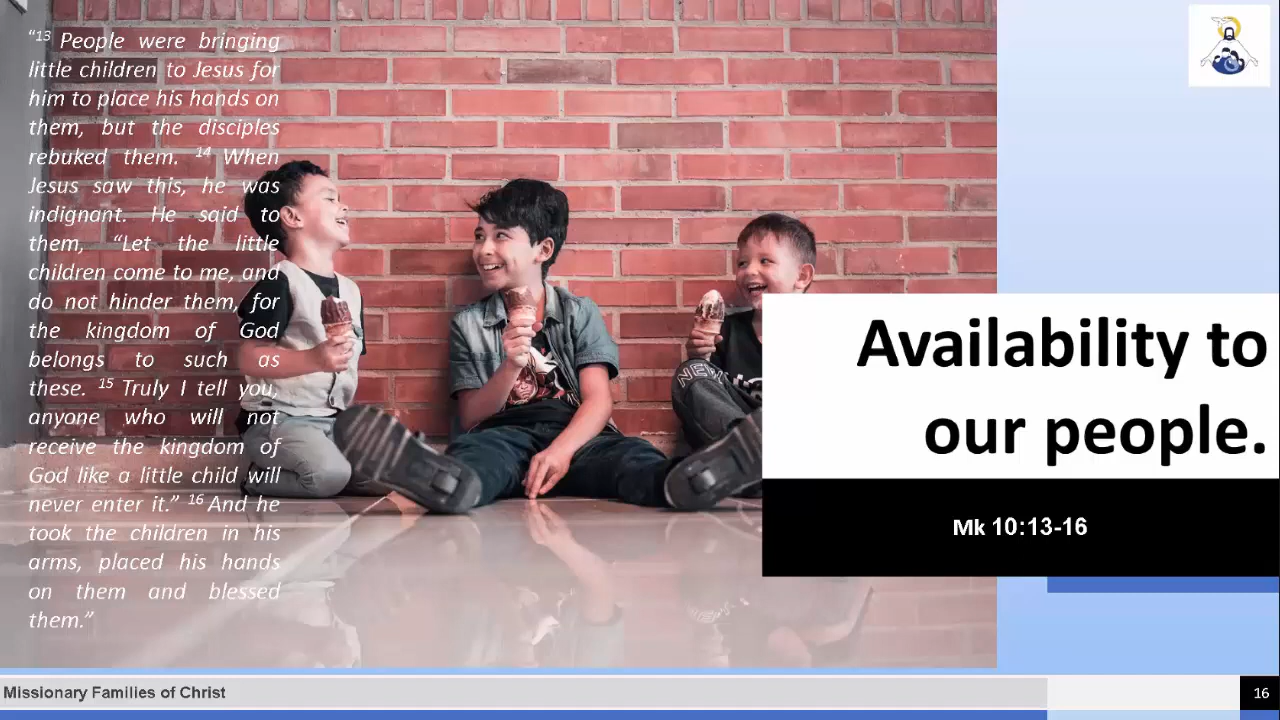 “13 People were bringing
little children to Jesus for
him to place his hands on
them, but the disciples
rebuked them. 14 When
Jesus saw this, he was
indignant. He said to
them, “Let the little
children come to me, and
do not hinder them, for
the kingdom of God
belongs to such as
these. 15 Truly I tell you,
anyone who will not
receive the kingdom of
God like a little child will
never enter it.” 16 And he
took the children in his
arms, placed his hands
on them and blessed
them.”
NEW
Availability to
our people.
Mk 10:13-16
Missionary Families of Christ
16